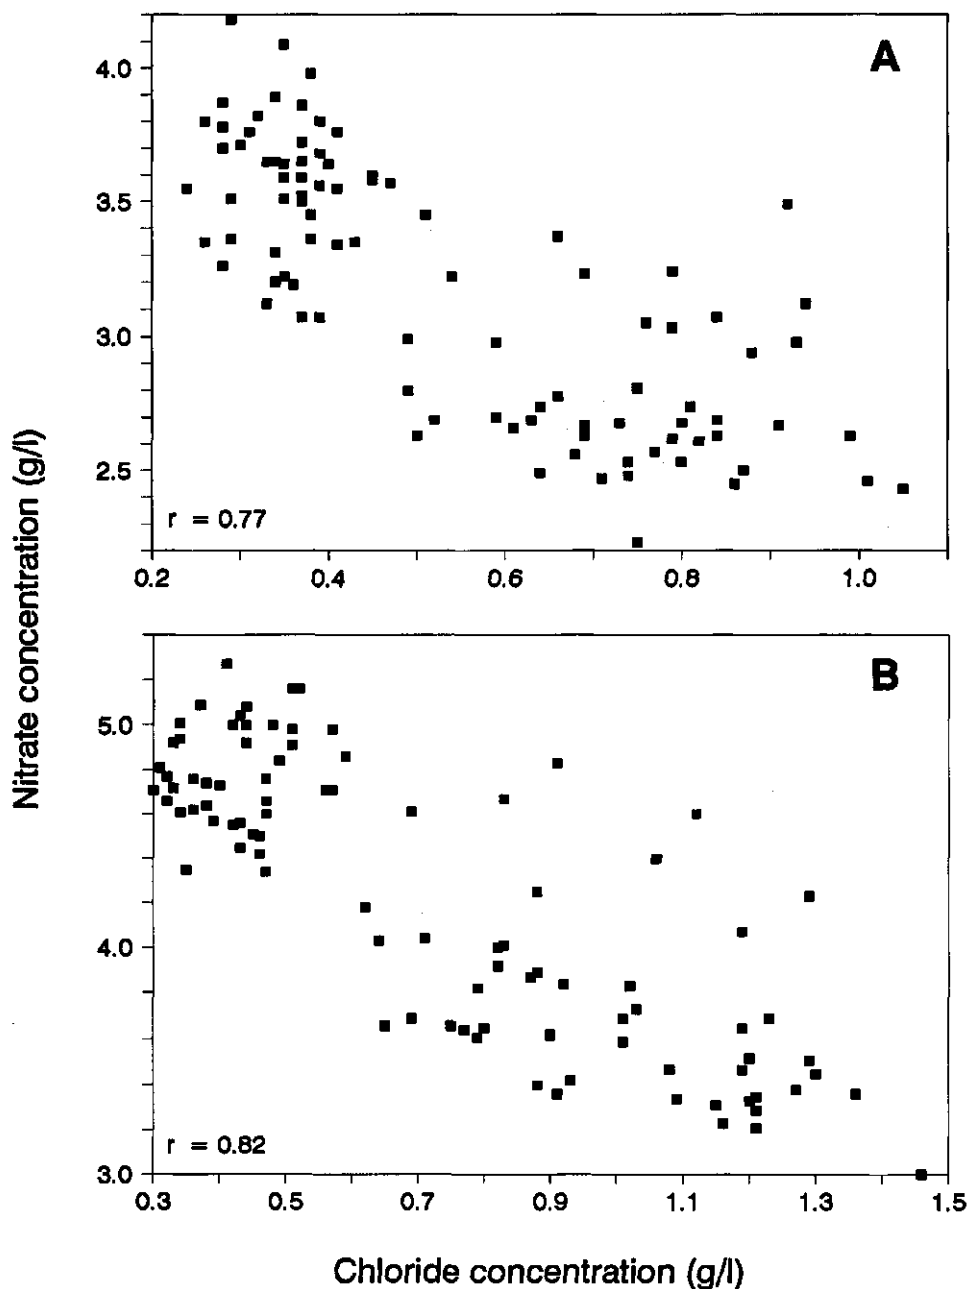 A
4.0
3.5
3.0
2.5
r = 0.77
0.2 0.4 0.6 0.8 1.0
Nitrate concentration (g/l)
B
5.0
4.0
3.0
r = 0.82
0.3 0.5 0.7 0.9 1.1 1.3 1.5
Chloride concentration (g/l)